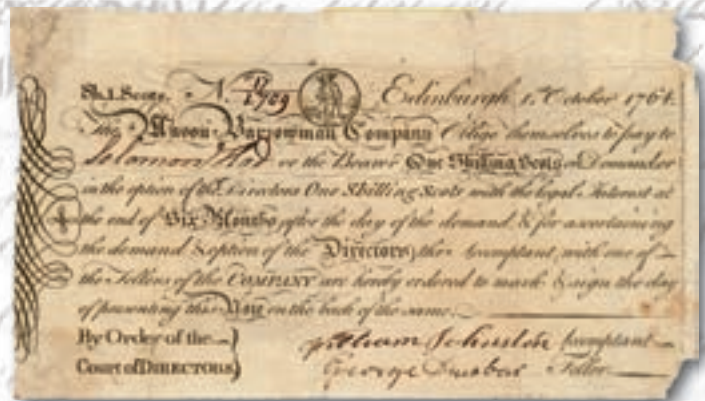 Sh.1. Scots. N. 17/1709 Edinburgh 1st October 1764.
The Mason Barrowman Company Oblige themselves to pay to
Solomon or the Bearer One Shilling Scots on Demand or
in the option of the Directors One Shilling Scots with the legal Interest at
the end of Six Months after the day of the demand, & for ascertaining
the demand & option of the Directors, the Accomptant, with one of
the Tellers of the COMPANY are hereby ordered to mark & sign the day
of presenting this Note on the back of the same.
By Order of the
Court of DIRECTORS
William Johnston Accomptant
George Dunbar Teller